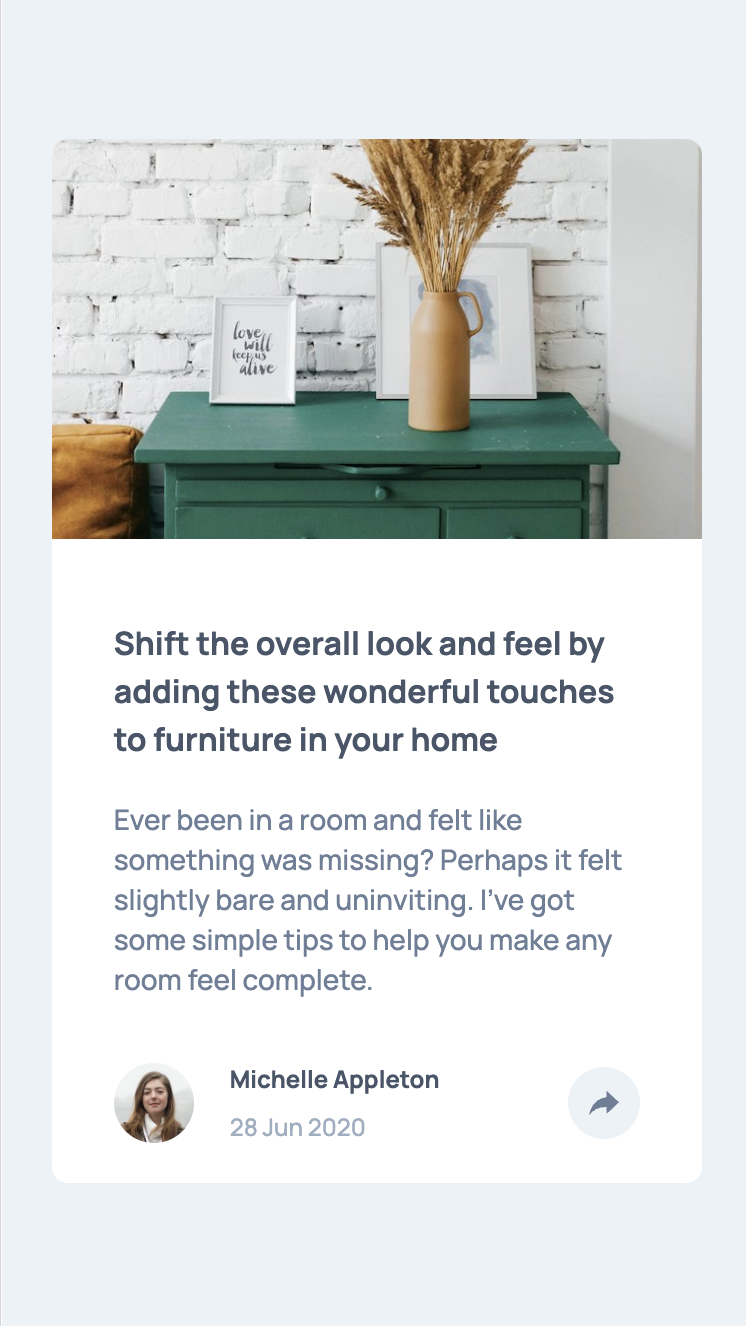 love
will
keep us
alive
Shift the overall look and feel by
adding these wonderful touches
to furniture in your home
Ever been in a room and felt like
something was missing? Perhaps it felt
slightly bare and uninviting. I’ve got
some simple tips to help you make any
room feel complete.
Michelle Appleton
28 Jun 2020